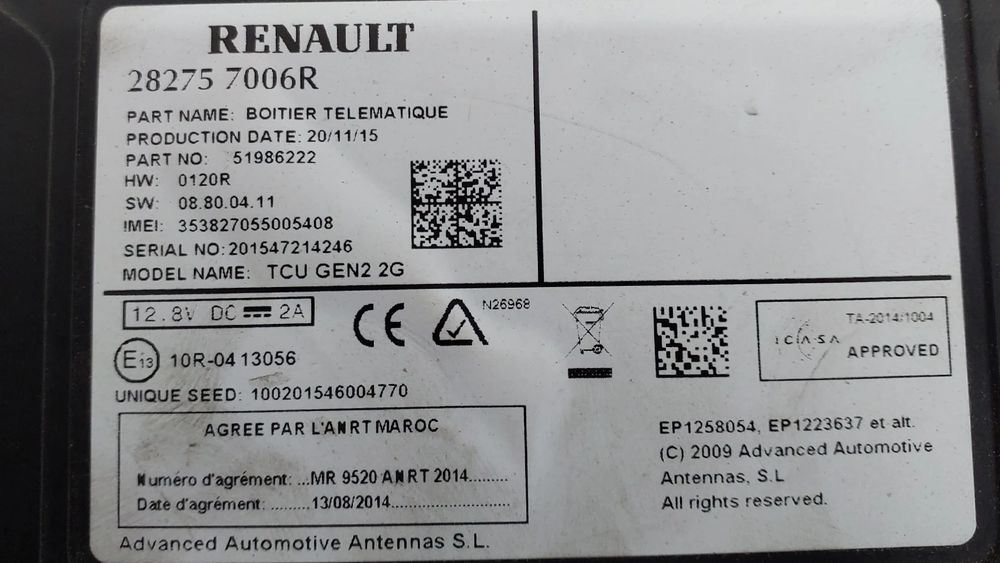 RENAULT
28275 7006R
PART NAME: BOITIER TELEMATIQUE
PRODUCTION DATE: 20/11/15
PART NO: 51986222
HW: 0120R
SW: 08.80.04.11
IMEI: 353827055005408
SERIAL NO: 201547214246
MODEL NAME: TCU GEN2 2G
12.8V DC 2A
CE
N26968
TA-2014/1004
ICASA APPROVED
E13 10R-04 13056
UNIQUE SEED: 100201546004770
AGREE PAR L'ANRT MAROC
Numéro d'agrément: ...MR 9520 ANRT 2014.........
Date d'agrément: .........13/08/2014...........................
Advanced Automotive Antennas S.L.
EP1258054, EP1223637 et alt.
(C) 2009 Advanced Automotive
Antennas, S.L
All rights reserved.